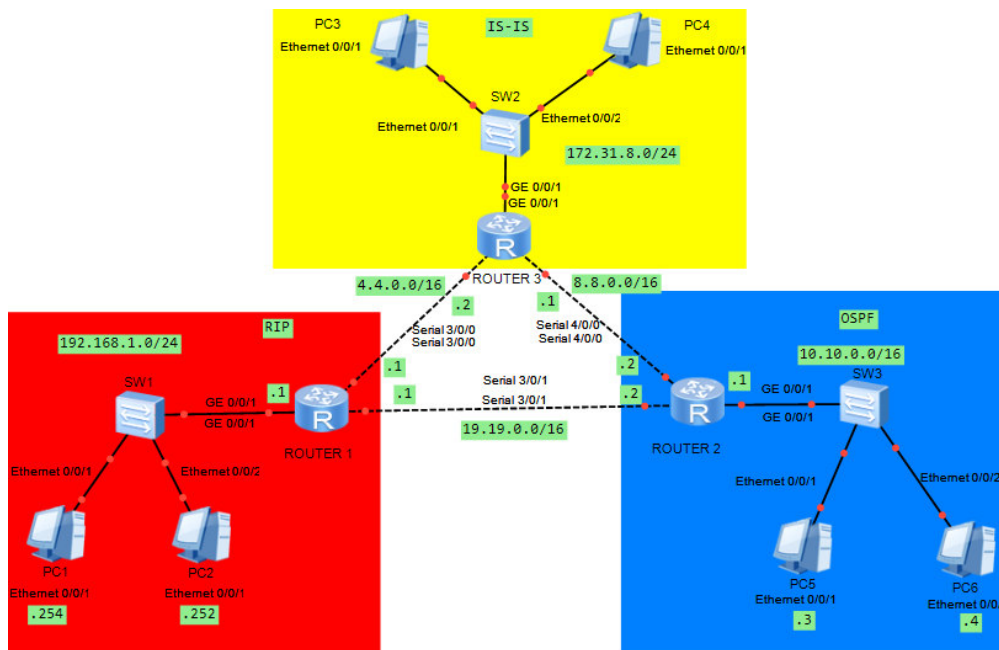 PC3
IS-IS
PC4
Ethernet 0/0/1
Ethernet 0/0/1
SW2
Ethernet 0/0/1
Ethernet 0/0/2
172.31.8.0/24
GE 0/0/1
GE 0/0/1
R
ROUTER 3
4.4.0.0/16
8.8.0.0/16
.2
.1
Serial 3/0/0
Serial 3/0/0
Serial 4/0/0
Serial 4/0/0
RIP
192.168.1.0/24
SW1
.1
GE 0/0/1
GE 0/0/1
R
ROUTER 1
.1
.1
Serial 3/0/1
Serial 3/0/1
19.19.0.0/16
.2
.2
OSPF
10.10.0.0/16
SW3
.1
GE 0/0/1
GE 0/0/1
R
ROUTER 2
Ethernet 0/0/1
Ethernet 0/0/2
PC1
PC2
Ethernet 0/0/1
Ethernet 0/0/1
.254
.252
Ethernet 0/0/1
Ethernet 0/0/2
PC5
PC6
Ethernet 0/0/1
Ethernet 0/0/
.3
.4